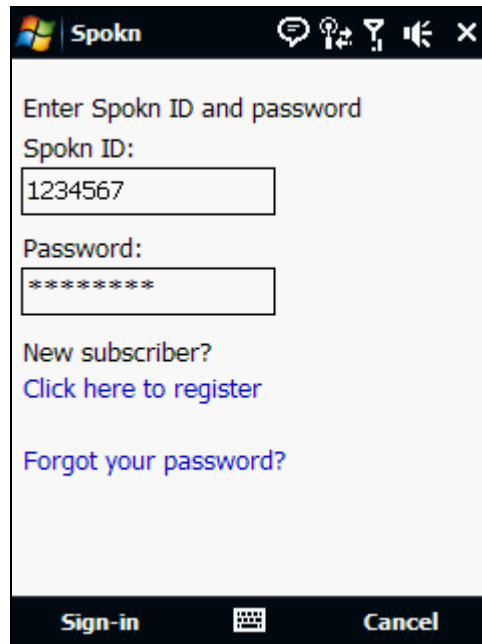 Spokn
Enter Spokn ID and password
Spokn ID:
1234567
Password:
********
New subscriber?
Click here to register
Forgot your password?
Sign-in Cancel